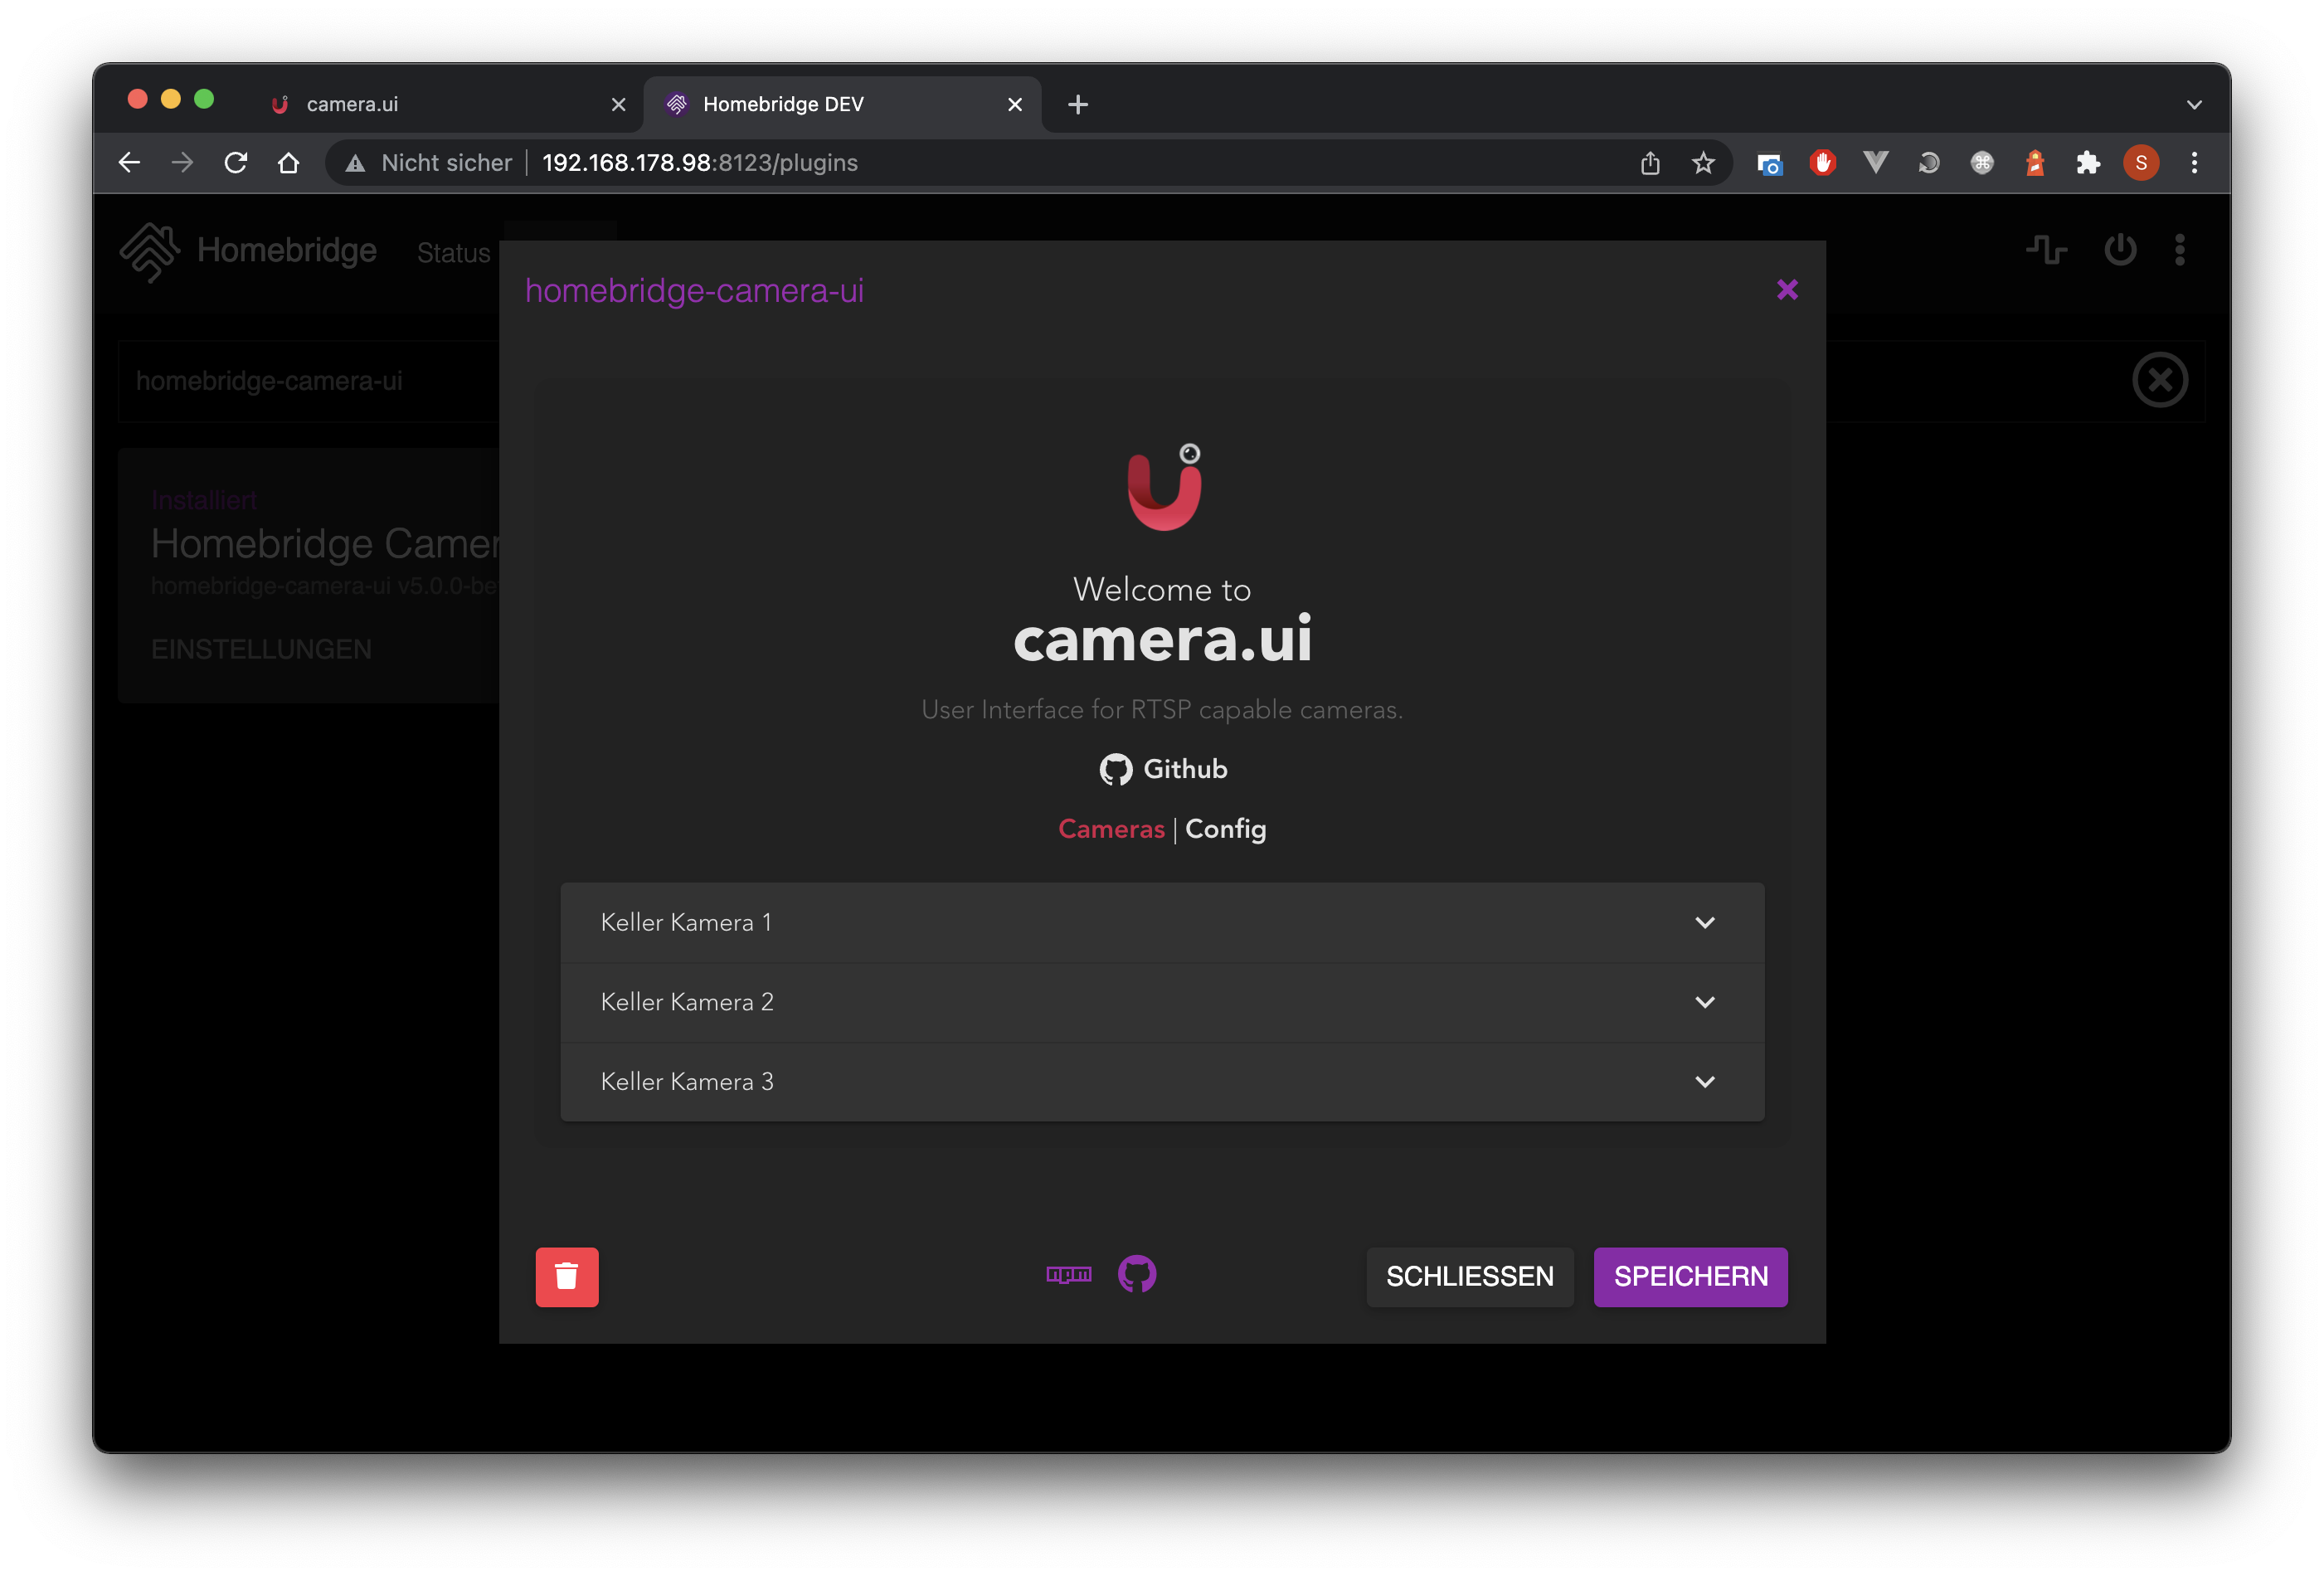 camera.ui
Homebridge DEV
Nicht sicher
192.168.178.98:8123/plugins
S
Homebridge
Status
homebridge-camera-ui
homebridge-camera-ui
Installiert
Homebridge Camer
homebridge-camera-ui v5.0.0-be
EINSTELLUNGEN
Welcome to
camera.ui
User Interface for RTSP capable cameras.
Github
Cameras | Config
Keller Kamera 1
Keller Kamera 2
Keller Kamera 3
npm
SCHLIESSEN
SPEICHERN